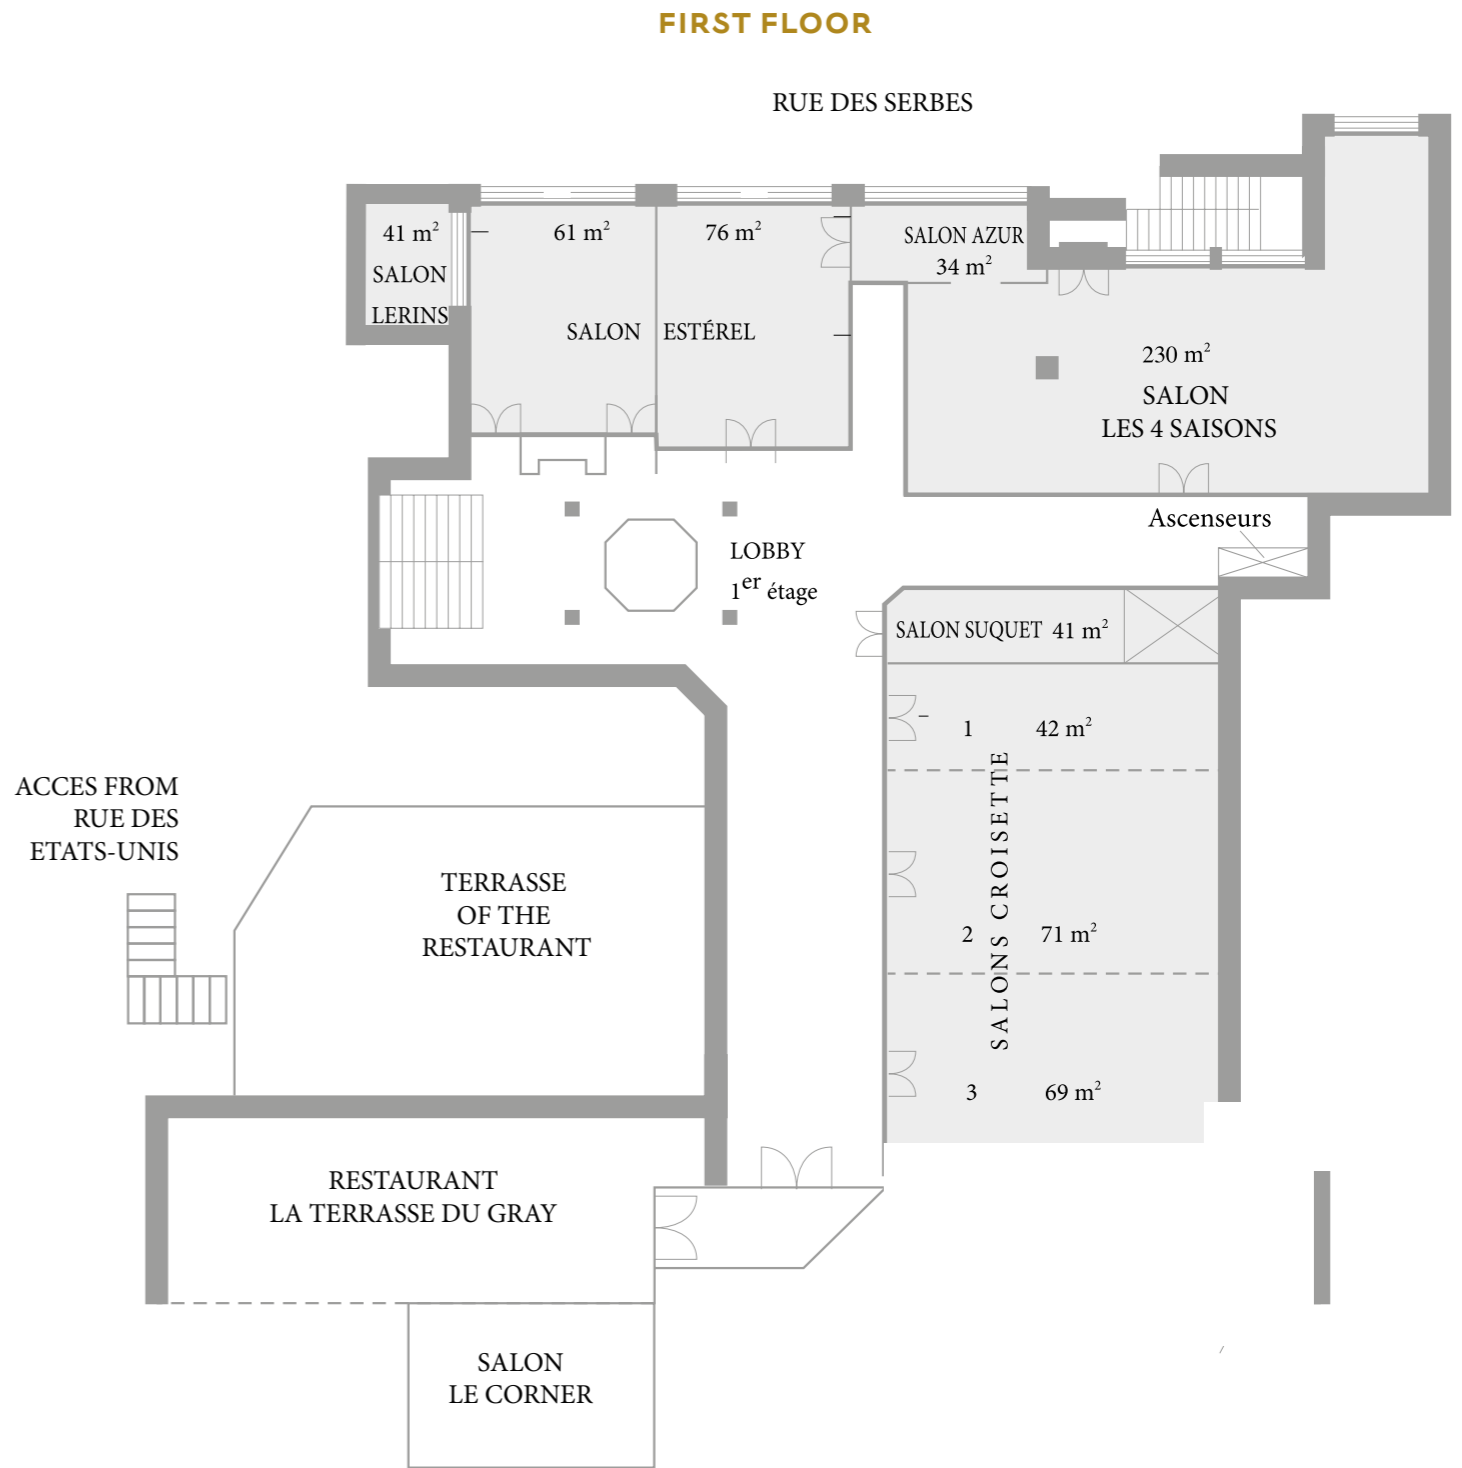 FIRST FLOOR
RUE DES SERBES
41 m²
SALON
LERINS
61 m²
76 m²
SALON ESTÉREL
SALON AZUR
34 m²
230 m²
SALON
LES 4 SAISONS
Ascenseurs
LOBBY
1er étage
SALON SUQUET 41 m²
1 42 m²
SALONS CROISETTE
2 71 m²
3 69 m²
ACCES FROM
RUE DES
ETATS-UNIS
TERRASSE
OF THE
RESTAURANT
RESTAURANT
LA TERRASSE DU GRAY
SALON
LE CORNER